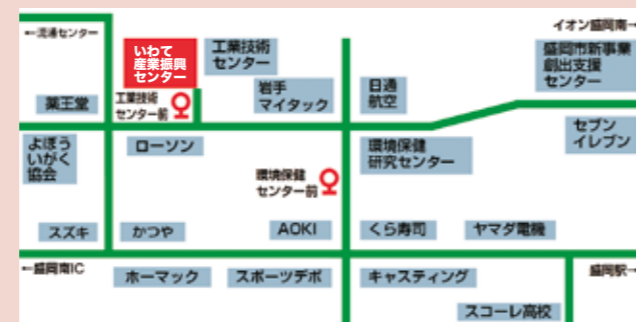 ←流通センター
イオン盛岡南→
いわて
産業振興
センター
工業技術
センター
盛岡市新事業
創出支援
センター
岩手
マイタック
日通
航空
薬王堂
工業技術
センター前
セブン
イレブン
よぼう
いがく
協会
ローソン
環境保健
研究センター
環境保健
センター前
スズキ
かつや
AOKI
くら寿司
ヤマダ電機
←盛岡南IC
ホーマック
スポーツデポ
キャスティング
盛岡駅→
スコーレ高校